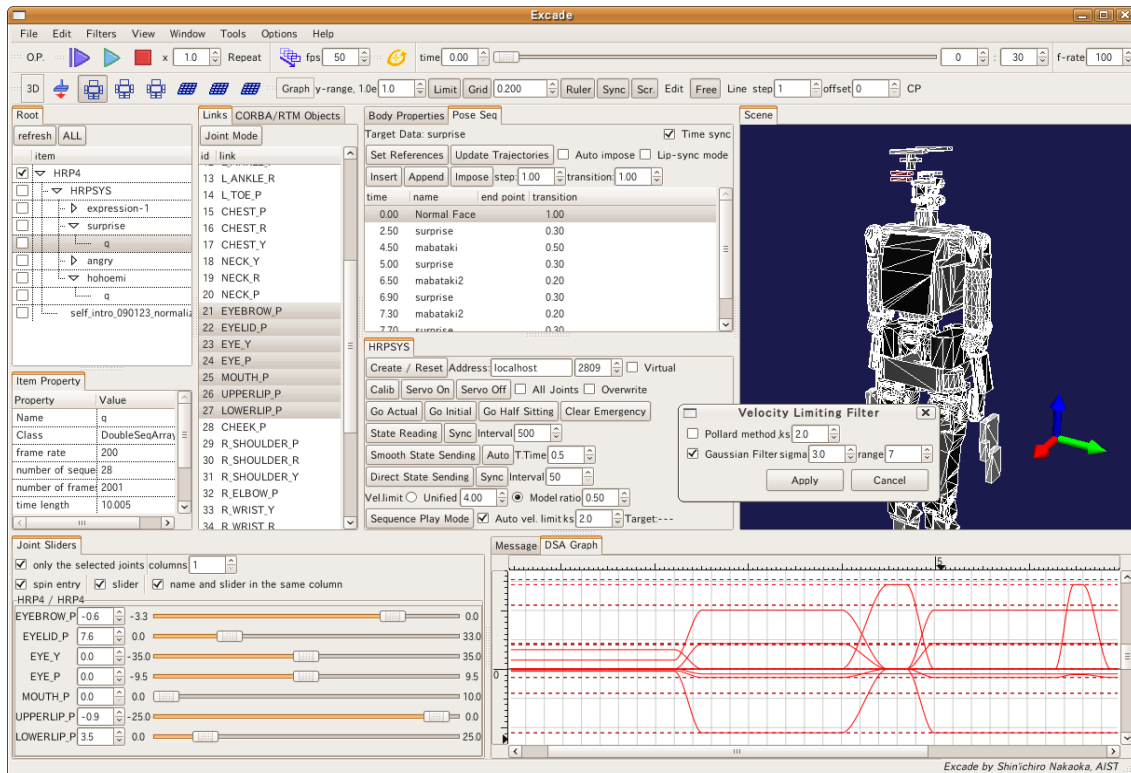 Excade
File Edit Filters View Window Tools Options Help
O.P. x 1.0 Repeat fps 50 time 0.00 0 : 30 f-rate 100
3D Graph y-range, 1.0e 1.0 Limit Grid 0.200 Ruler Sync Scr. Edit Free Line step 1 offset 0 CP
Root
refresh ALL
item
HRP4
HRPSYS
expression-1
surprise
q
angry
hohoemi
q
self_intro_090123_normaliz
Item Property
Property Value
Name q
Class DoubleSeqArray
frame rate 200
number of seque 28
number of frame 2001
time length 10.005
Links CORBA/RTM Objects
Joint Mode
id link
13 L_ANKLE_R
14 L_TOE_P
15 CHEST_P
16 CHEST_R
17 CHEST_Y
18 NECK_Y
19 NECK_R
20 NECK_P
21 EYEBROW_P
22 EYELID_P
23 EYE_Y
24 EYE_P
25 MOUTH_P
26 UPPERLIP_P
27 LOWERLIP_P
28 CHEEK_P
29 R_SHOULDER_P
30 R_SHOULDER_R
31 R_SHOULDER_Y
32 R_ELBOW_P
33 R_WRIST_Y
34 R_WRIST_R
Body Properties Pose Seq
Target Data: surprise Time sync
Set References Update Trajectories Auto impose Lip-sync mode
Insert Append Impose step: 1.00 transition: 1.00
time name end point transition
0.00 Normal Face 1.00
2.50 surprise 0.30
4.50 mabataki 0.50
5.00 surprise 0.30
6.50 mabataki2 0.20
6.90 surprise 0.30
7.30 mabataki2 0.20
7.70 surprise 0.30
HRPSYS
Create / Reset Address: localhost 2809 Virtual
Calib Servo On Servo Off All Joints Overwrite
Go Actual Go Initial Go Half Sitting Clear Emergency
State Reading Sync Interval 500
Smooth State Sending Auto T.Time 0.5
Direct State Sending Sync Interval 50
Vel.limit Unified 4.00 Model ratio 0.50
Sequence Play Mode Auto vel. limit ks 2.0 Target:---
Scene
Velocity Limiting Filter
Pollard method ,ks 2.0
Gaussian Filter sigma 3.0 range 7
Apply Cancel
Joint Sliders
only the selected joints columns 1
spin entry slider name and slider in the same column
HRP4 / HRP4
EYEBROW_P -0.6 -3.3 0.0
EYELID_P 7.6 0.0 33.0
EYE_Y 0.0 -35.0 35.0
EYE_P 0.0 -9.5 9.5
MOUTH_P 0.0 0.0 10.0
UPPERLIP_P -0.9 -25.0 0.0
LOWERLIP_P 3.5 0.0 25.0
Message DSA Graph
5
0
Excade by Shin'ichiro Nakaoka, AIST